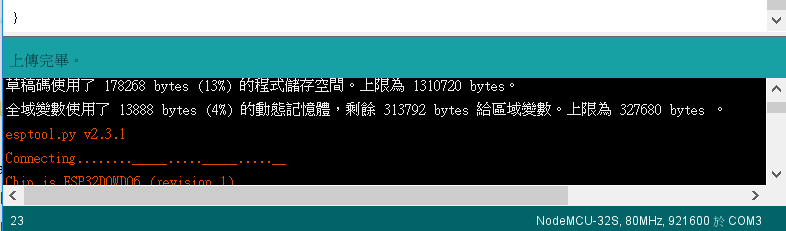 }
上傳完畢。
草稿碼使用了 178268 bytes (13%) 的程式儲存空間。上限為 1310720 bytes。
全域變數使用了 13888 bytes (4%) 的動態記憶體，剩餘 313792 bytes 給區域變數。上限為 327680 bytes 。
esptool.py v2.3.1
Connecting........_____....._____.....__
Chip is ESP32D0WDQ6 (revision 1)
23
NodeMCU-32S, 80MHz, 921600 於 COM3